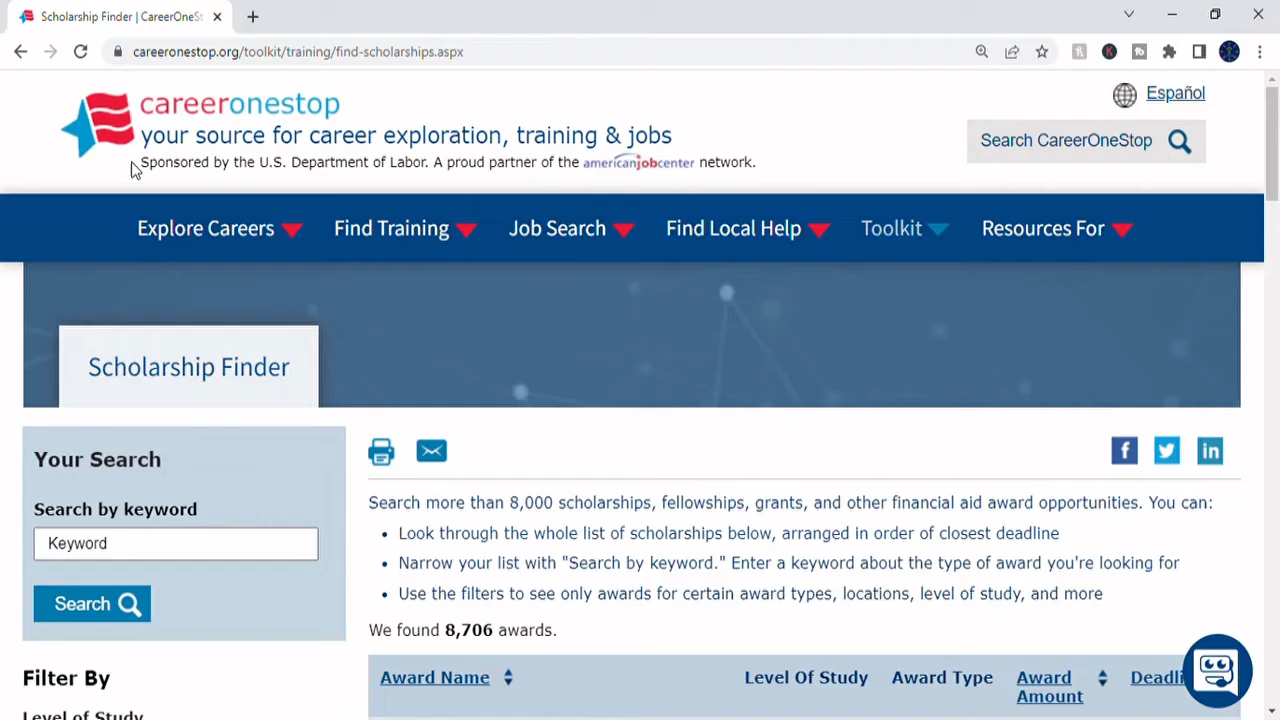 Scholarship Finder | CareerOneSt
careeronestop.org/toolkit/training/find-scholarships.aspx
careeronestop
your source for career exploration, training & jobs
Sponsored by the U.S. Department of Labor. A proud partner of the americanjobcenter network.
Español
Search CareerOneStop
Explore Careers
Find Training
Job Search
Find Local Help
Toolkit
Resources For
Scholarship Finder
Your Search
Search by keyword
Keyword
Search
Filter By
Level of Study
Search more than 8,000 scholarships, fellowships, grants, and other financial aid award opportunities. You can:
• Look through the whole list of scholarships below, arranged in order of closest deadline
• Narrow your list with "Search by keyword." Enter a keyword about the type of award you're looking for
• Use the filters to see only awards for certain award types, locations, level of study, and more
We found 8,706 awards.
Award Name
Level Of Study
Award Type
Award
Amount
Deadli